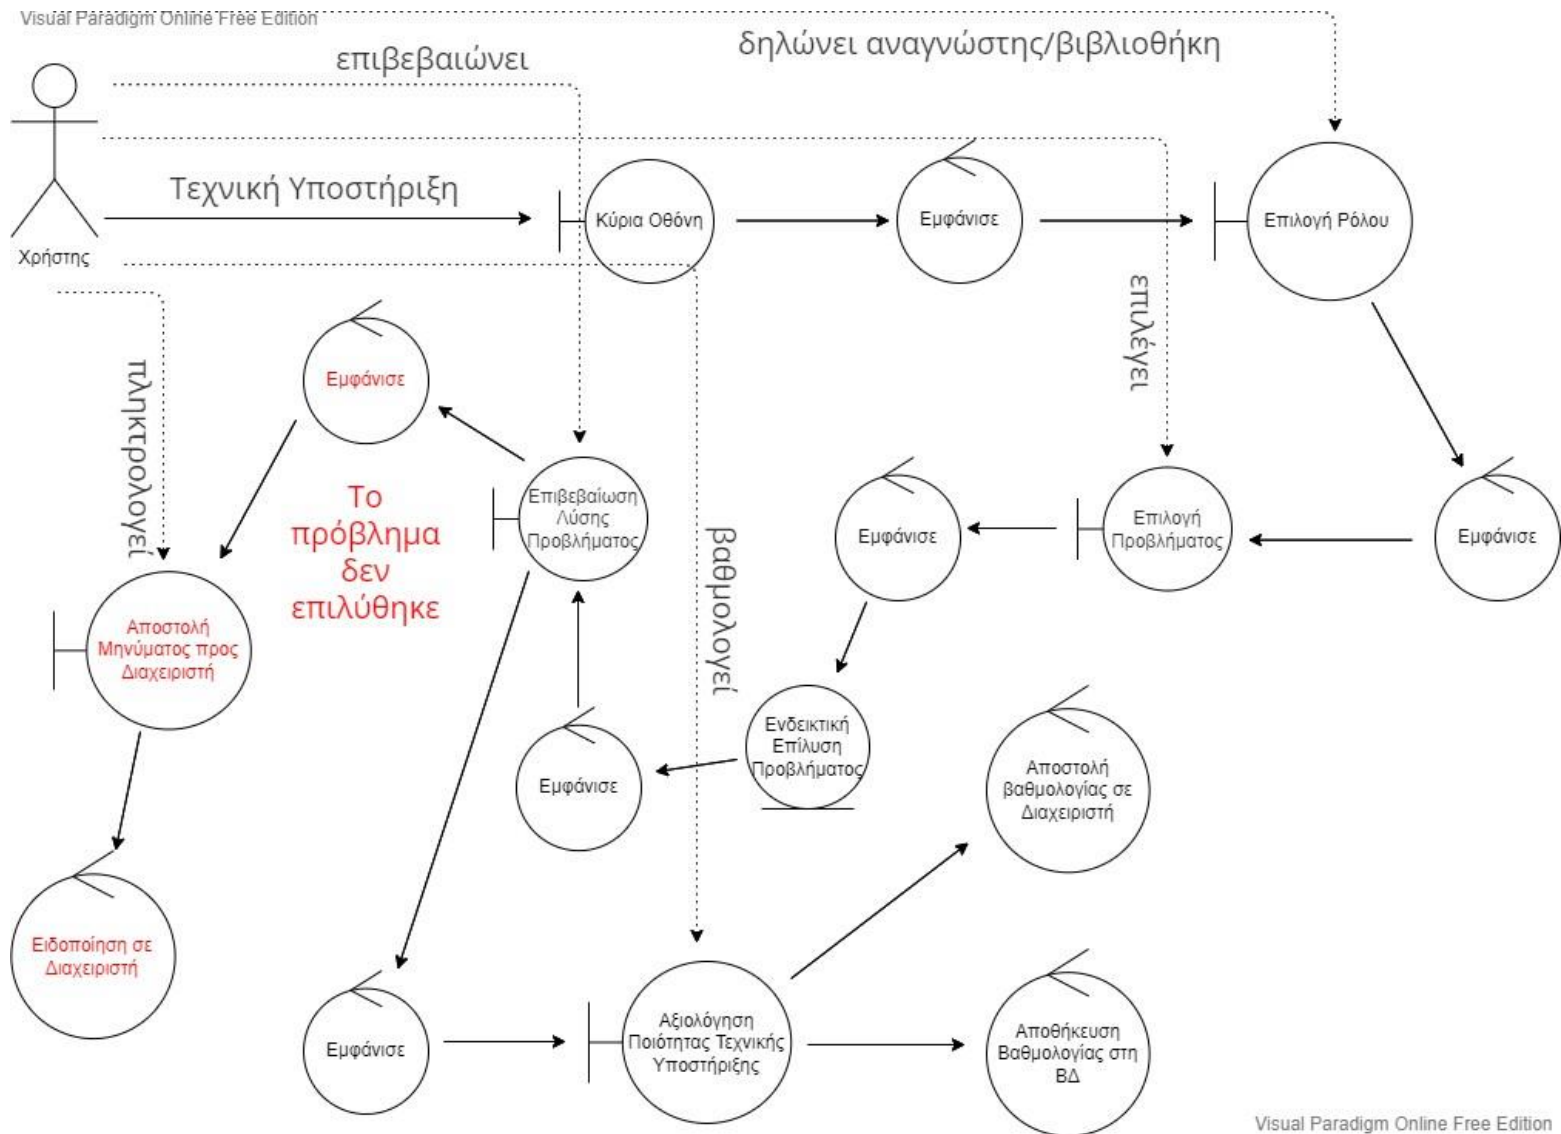 Visual Paradigm Online Free Edition
επιβεβαιώνει
δηλώνει αναγνώστης/βιβλιοθήκη
Τεχνική Υποστήριξη
Κύρια Οθόνη
Εμφάνισε
Επιλογή Ρόλου
Χρήστης
επιλέγει
πληκτρολογεί
Εμφάνισε
Το
πρόβλημα
δεν
επιλύθηκε
Επιβεβαίωση
Λύσης
Προβλήματος
βαθμολογεί
Εμφάνισε
Επιλογή
Προβλήματος
Εμφάνισε
Αποστολή
Μηνύματος προς
Διαχειριστή
Ενδεικτική
Επίλυση
Προβλήματος
Εμφάνισε
Αποστολή
βαθμολογίας σε
Διαχειριστή
Ειδοποίηση σε
Διαχειριστή
Εμφάνισε
Αξιολόγηση
Ποιότητας Τεχνικής
Υποστήριξης
Αποθήκευση
Βαθμολογίας στη
ΒΔ
Visual Paradigm Online Free Edition